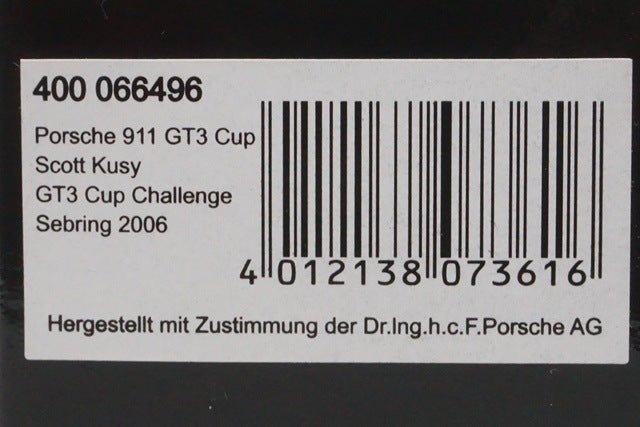 400 066496
Porsche 911 GT3 Cup
Scott Kusy
GT3 Cup Challenge
Sebring 2006
4 012138 073616
Hergestellt mit Zustimmung der Dr.Ing.h.c.F.Porsche AG